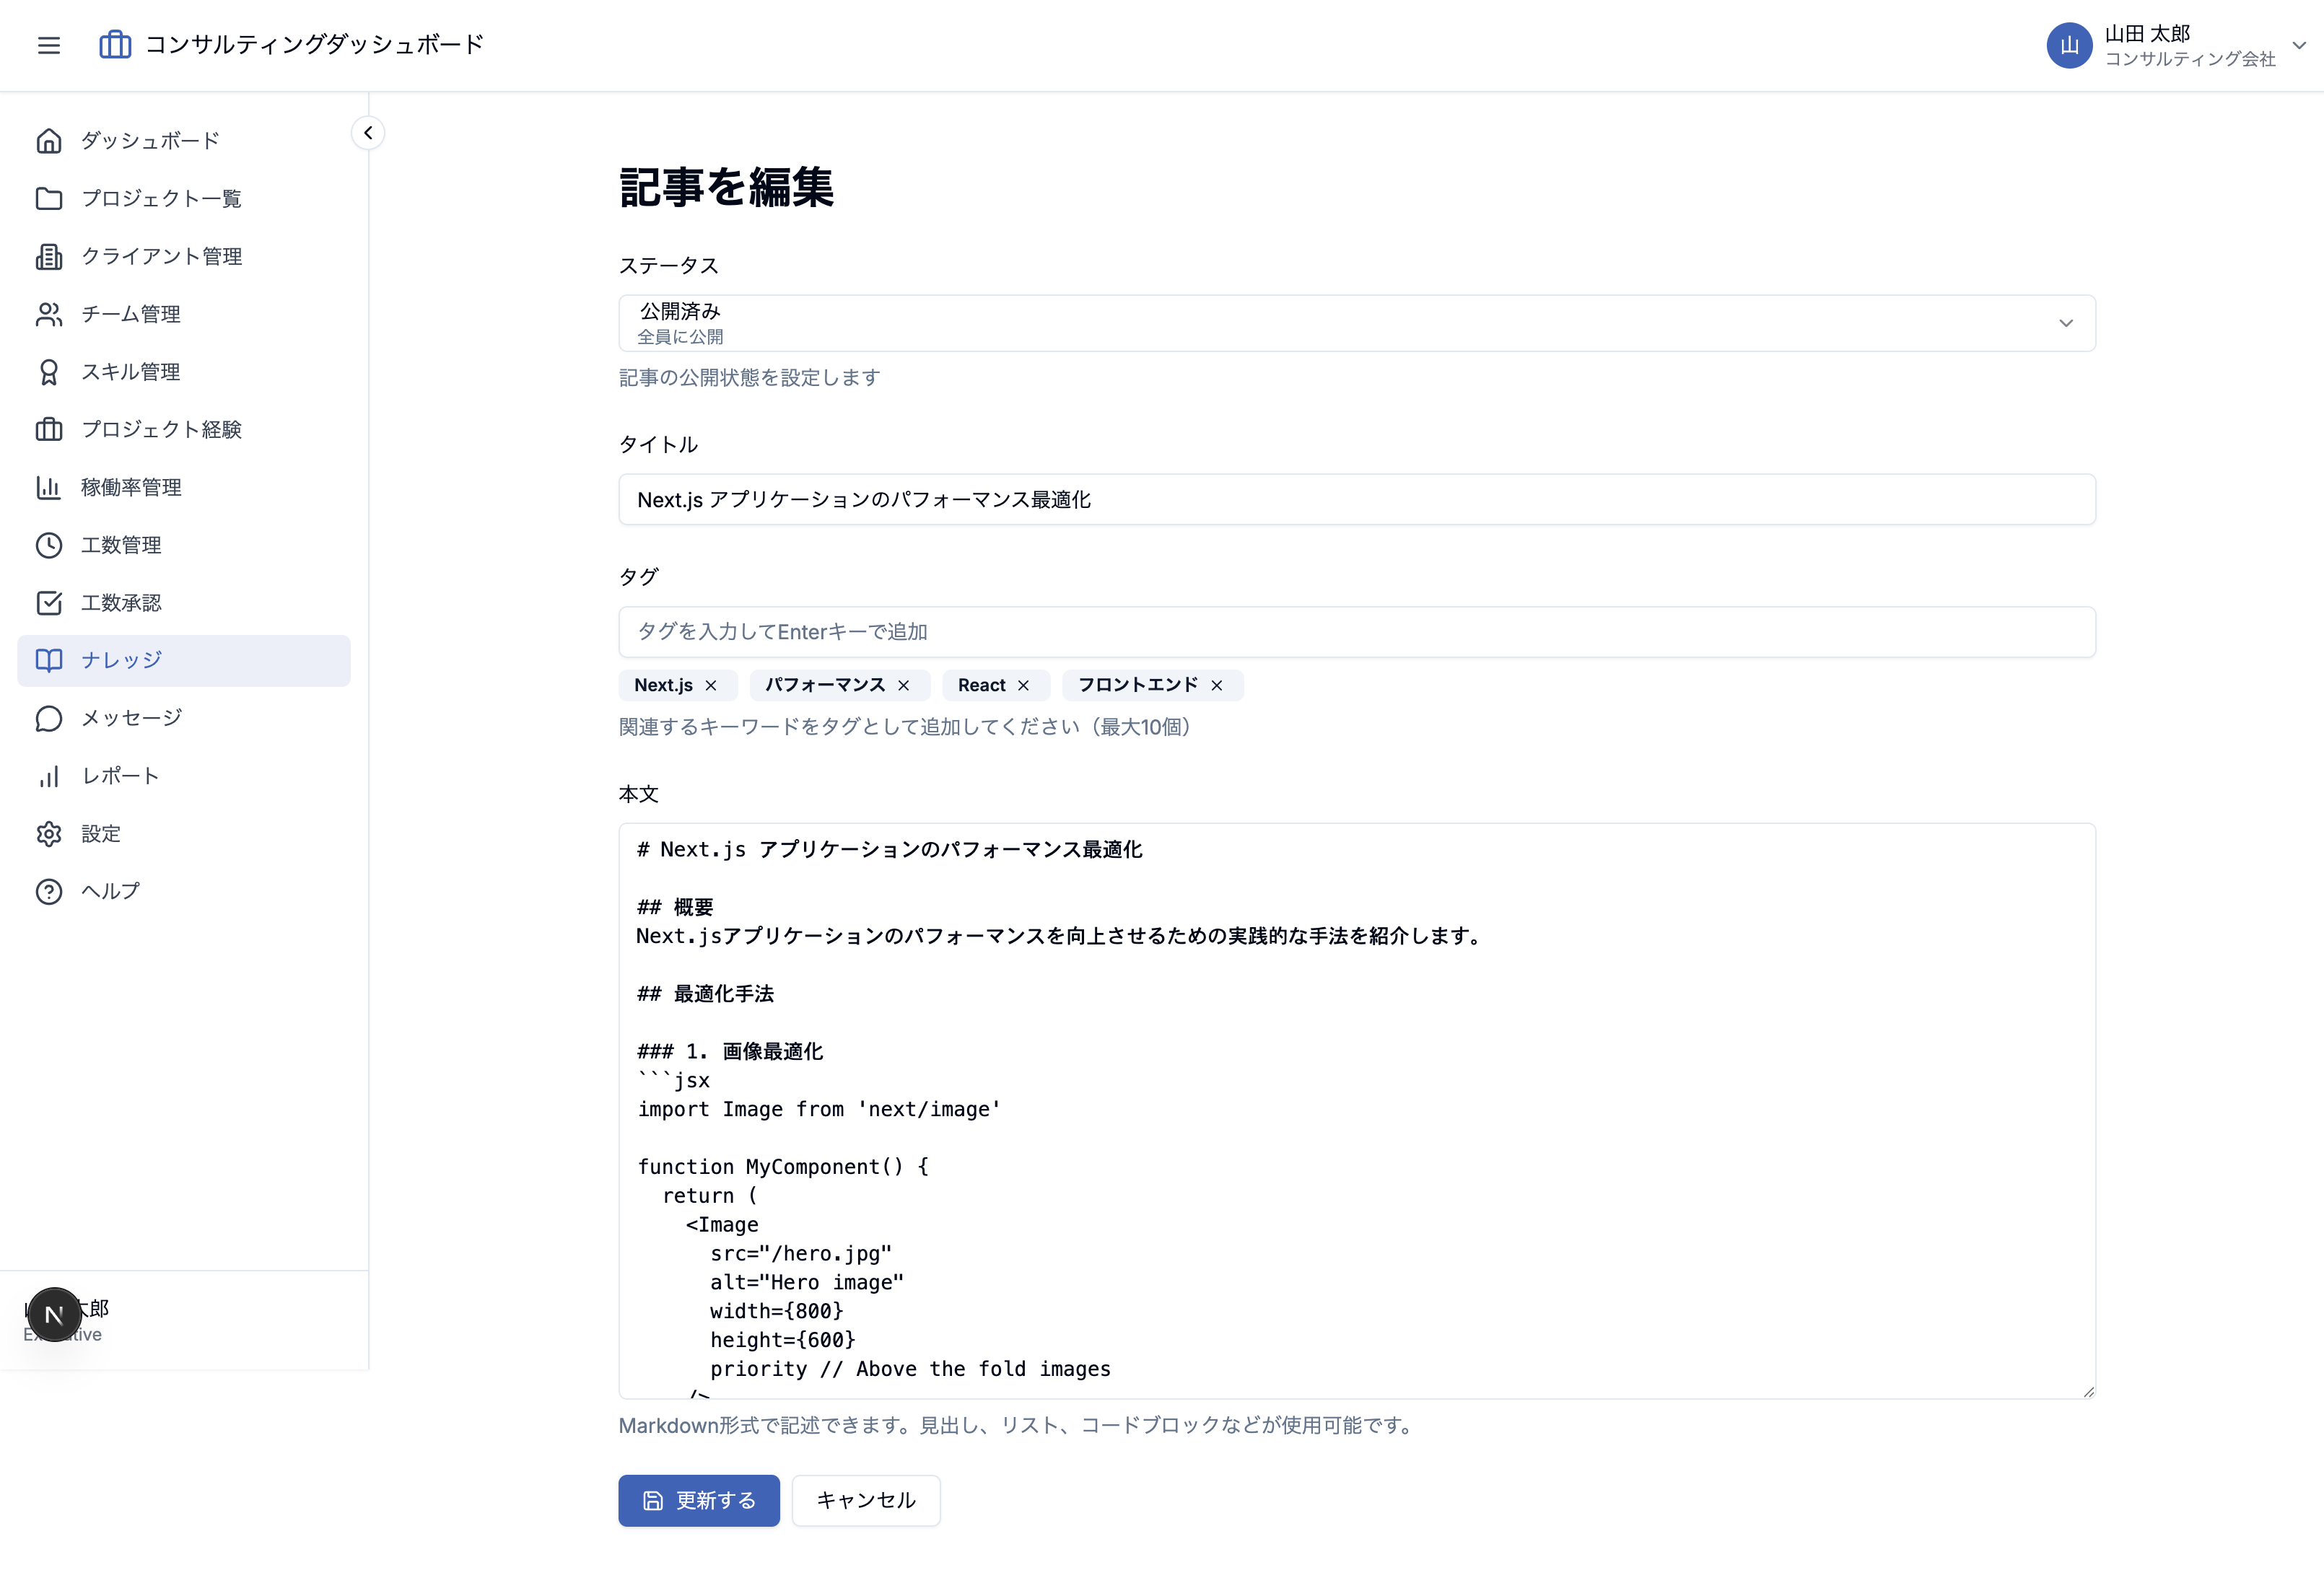 コンサルティングダッシュボード
山
山田 太郎
コンサルティング会社
ダッシュボード
プロジェクト一覧
クライアント管理
チーム管理
スキル管理
プロジェクト経験
稼働率管理
工数管理
工数承認
ナレッジ
メッセージ
レポート
設定
ヘルプ
N
太郎
記事を編集
ステータス
公開済み
全員に公開
記事の公開状態を設定します
タイトル
Next.js アプリケーションのパフォーマンス最適化
タグ
タグを入力してEnterキーで追加
Next.js × パフォーマンス × React × フロントエンド ×
関連するキーワードをタグとして追加してください（最大10個）
本文
# Next.js アプリケーションのパフォーマンス最適化
## 概要
Next.jsアプリケーションのパフォーマンスを向上させるための実践的な手法を紹介します。
## 最適化手法
### 1. 画像最適化
```jsx
import Image from 'next/image'
function MyComponent() {
return (
<Image
src="/hero.jpg"
alt="Hero image"
width={800}
height={600}
priority // Above the fold images
/>
Markdown形式で記述できます。見出し、リスト、コードブロックなどが使用可能です。
更新する
キャンセル